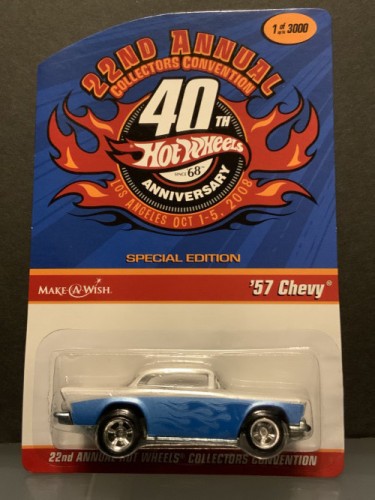 22ND ANNUAL
COLLECTORS CONVENTION
1 of 3000
40TH
Hot Wheels
SINCE 68
ANNIVERSARY
LOS ANGELES OCT 1-5, 2008
SPECIAL EDITION
MAKE-A-WISH®
'57 Chevy®
22nd ANNUAL HOT WHEELS® COLLECTORS CONVENTION